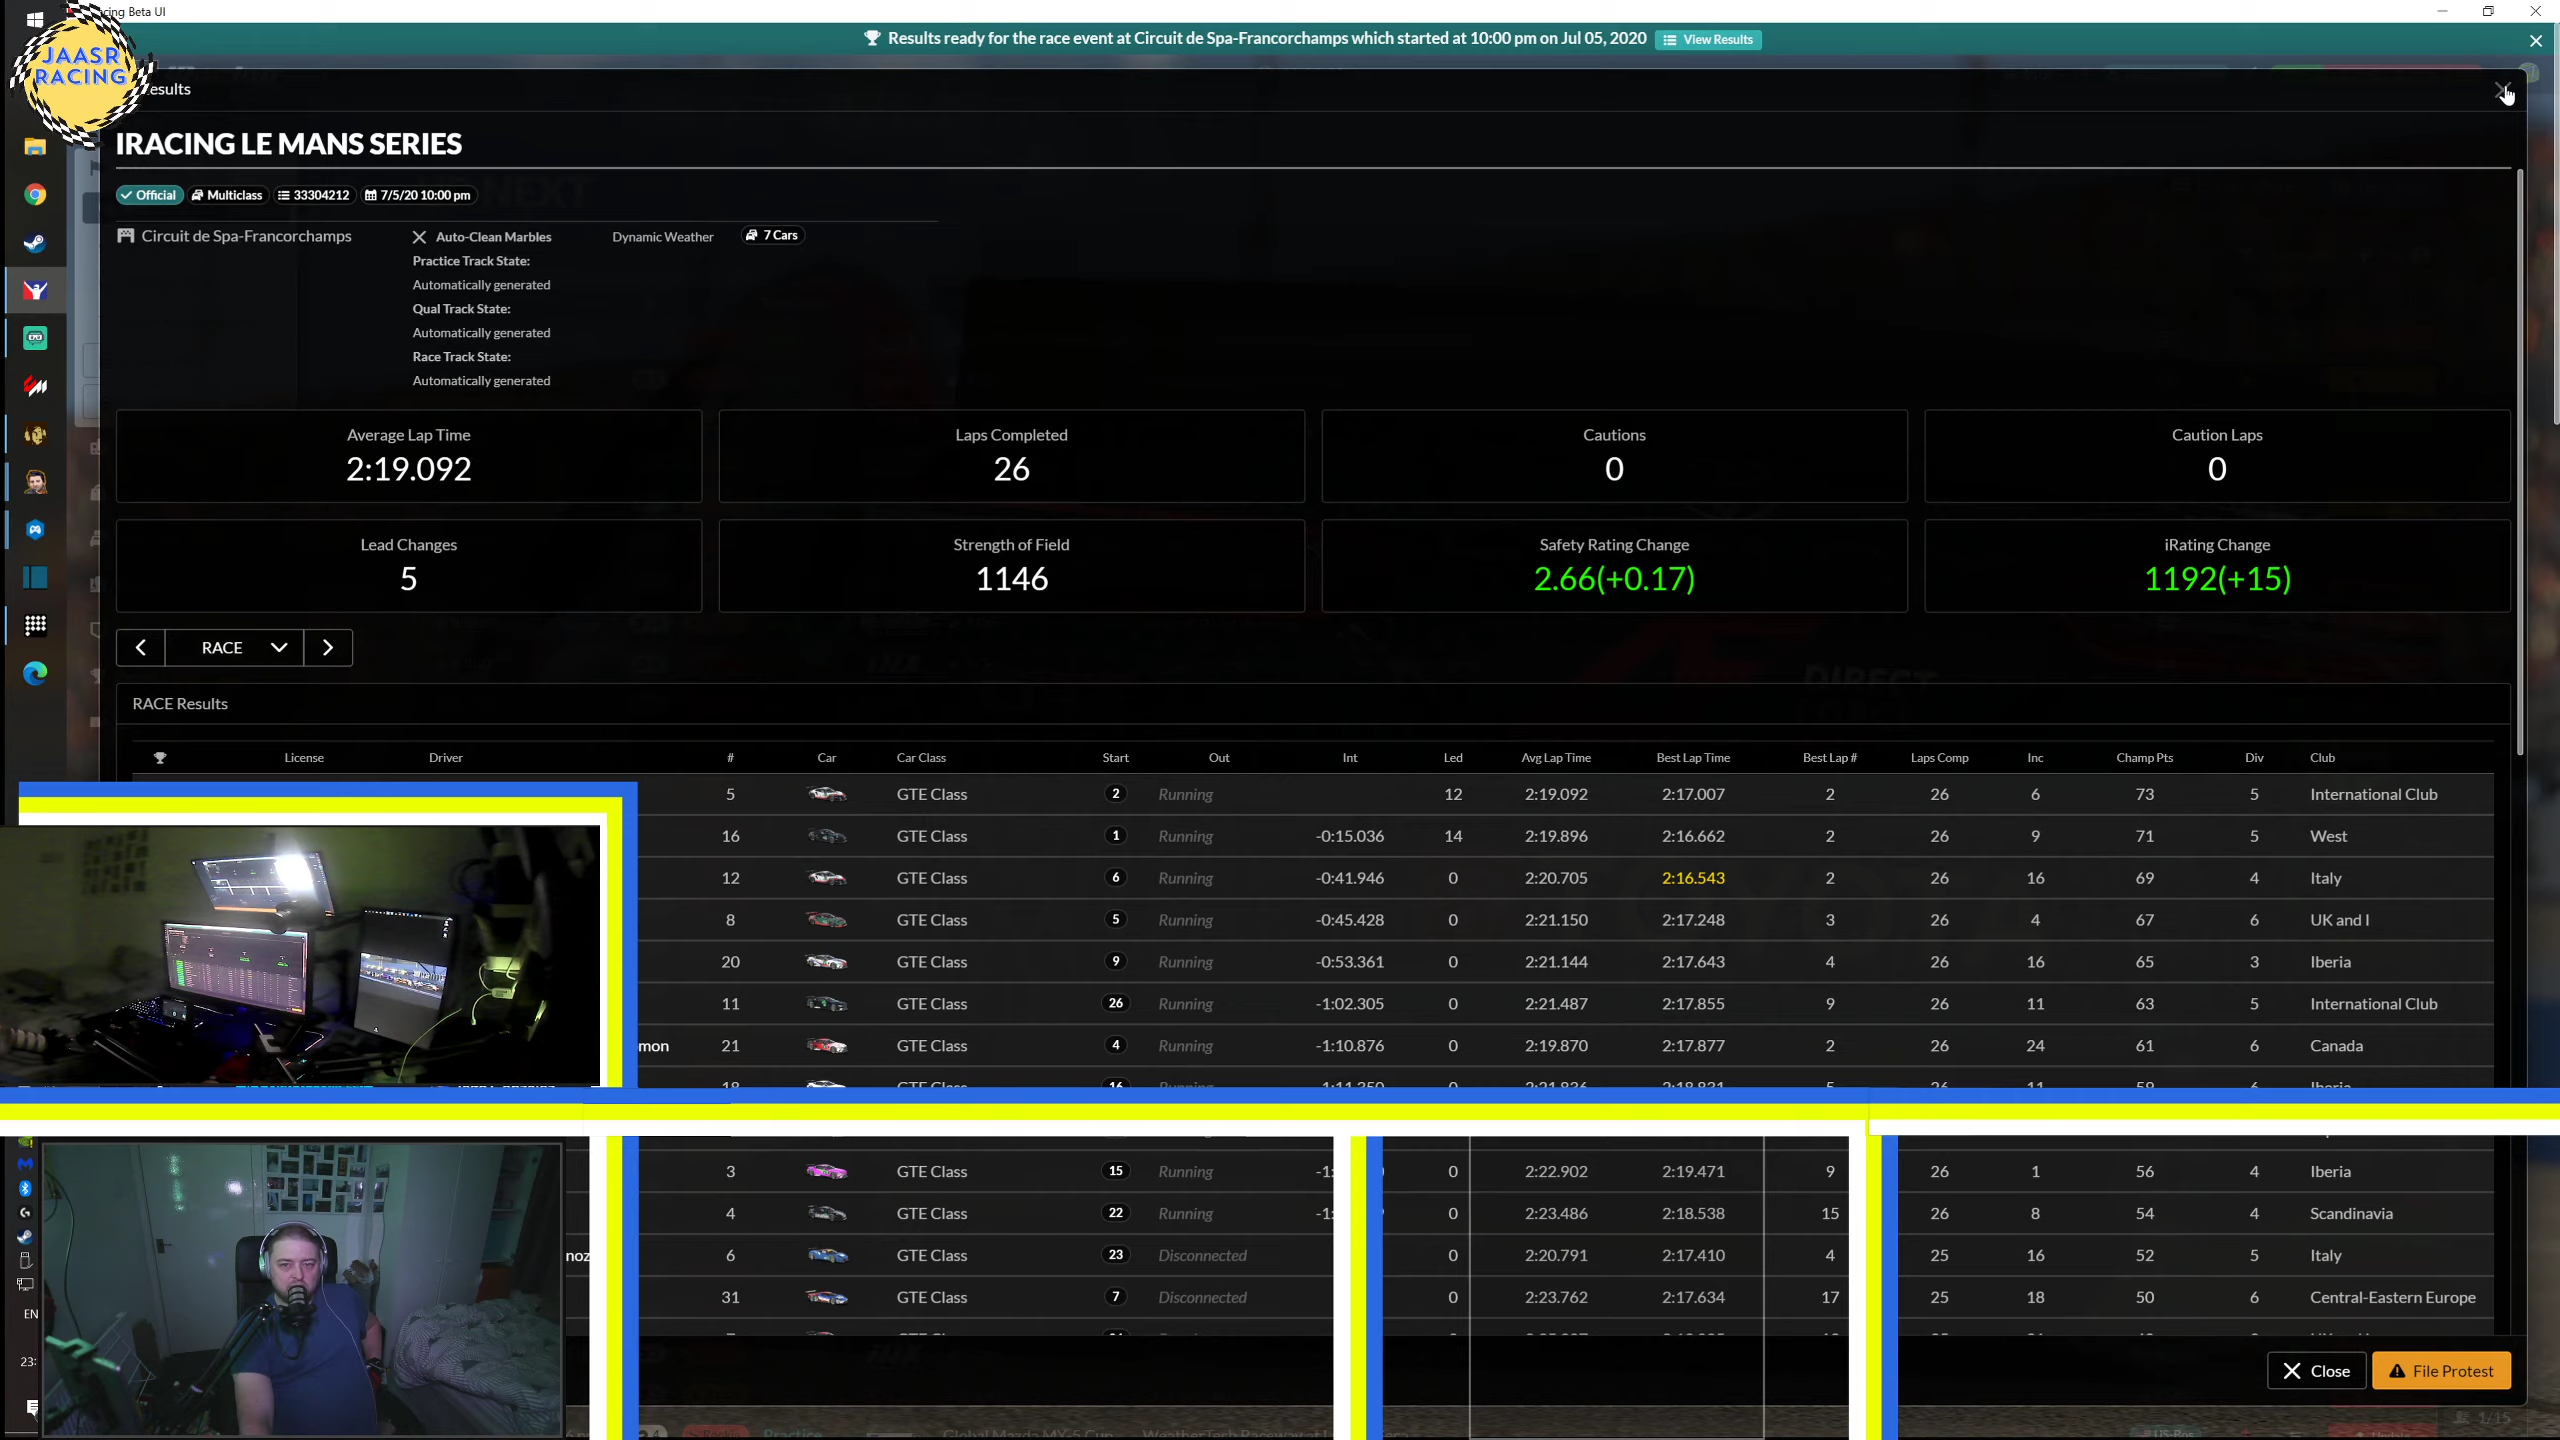 cing Beta UI
Results ready for the race event at Circuit de Spa-Francorchamps which started at 10:00 pm on Jul 05, 2020 View Results
JAASR
RACING
esults
IRACING LE MANS SERIES
Official Multiclass 33304212 7/5/20 10:00 pm
Circuit de Spa-Francorchamps Auto-Clean Marbles Dynamic Weather 7 Cars
Practice Track State:
Automatically generated
Qual Track State:
Automatically generated
Race Track State:
Automatically generated
Average Lap Time Laps Completed Cautions Caution Laps
2:19.092 26 0 0
Lead Changes Strength of Field Safety Rating Change iRating Change
5 1146 2.66(+0.17) 1192(+15)
RACE
RACE Results
License Driver # Car Car Class Start Out Int Led Avg Lap Time Best Lap Time Best Lap # Laps Comp Inc Champ Pts Div Club
5 GTE Class 2 Running 12 2:19.092 2:17.007 2 26 6 73 5 International Club
16 GTE Class 1 Running -0:15.036 14 2:19.896 2:16.662 2 26 9 71 5 West
12 GTE Class 6 Running -0:41.946 0 2:20.705 2:16.543 2 26 16 69 4 Italy
8 GTE Class 5 Running -0:45.428 0 2:21.150 2:17.248 3 26 4 67 6 UK and I
20 GTE Class 9 Running -0:53.361 0 2:21.144 2:17.643 4 26 16 65 3 Iberia
11 GTE Class 26 Running -1:02.305 0 2:21.487 2:17.855 9 26 11 63 5 International Club
mon 21 GTE Class 4 Running -1:10.876 0 2:19.870 2:17.877 2 26 24 61 6 Canada
3 GTE Class 15 Running -1: 0 2:22.902 2:19.471 9 26 1 56 4 Iberia
4 GTE Class 22 Running -1: 0 2:23.486 2:18.538 15 26 8 54 4 Scandinavia
noz 6 GTE Class 23 Disconnected 0 2:20.791 2:17.410 4 25 16 52 5 Italy
31 GTE Class 7 Disconnected 0 2:23.762 2:17.634 17 25 18 50 6 Central-Eastern Europe
EN
23:
Close File Protest